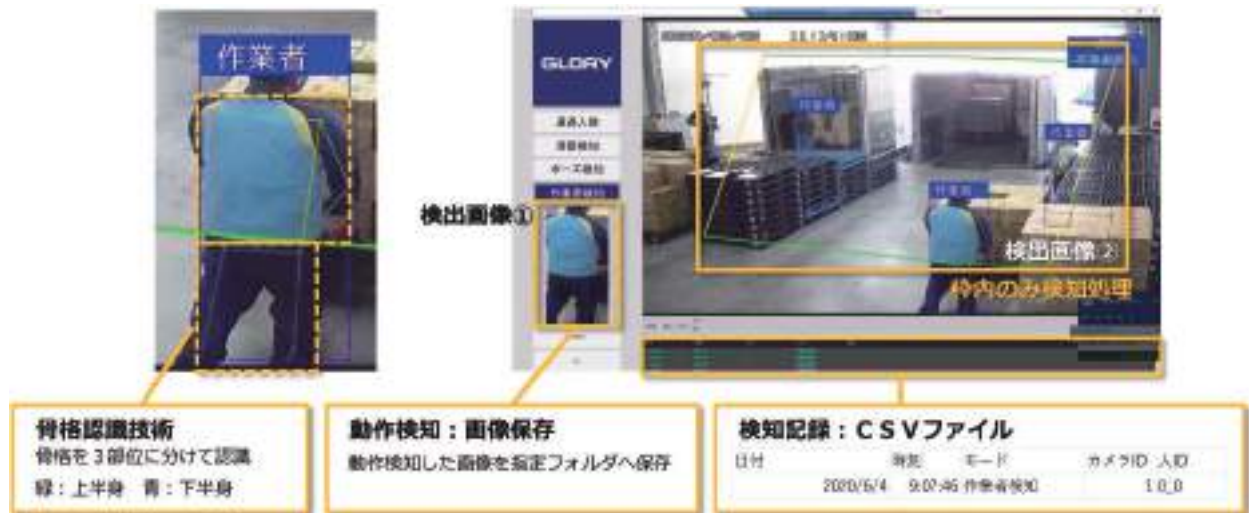 作業者
GLORY
通過人数
滞留検知
ポーズ検知
作業者検知
検出画像①
作業者
作業者
作業者
検出画像②
枠内のみ検知処理
骨格認識技術
骨格を3部位に分けて認識
緑：上半身 青：下半身
動作検知：画像保存
動作検知した画像を指定フォルダへ保存
検知記録：CSVファイル
日付 時刻 モード カメラID 人ID
2020/6/4 9:07:46 作業者検知 1 0_0